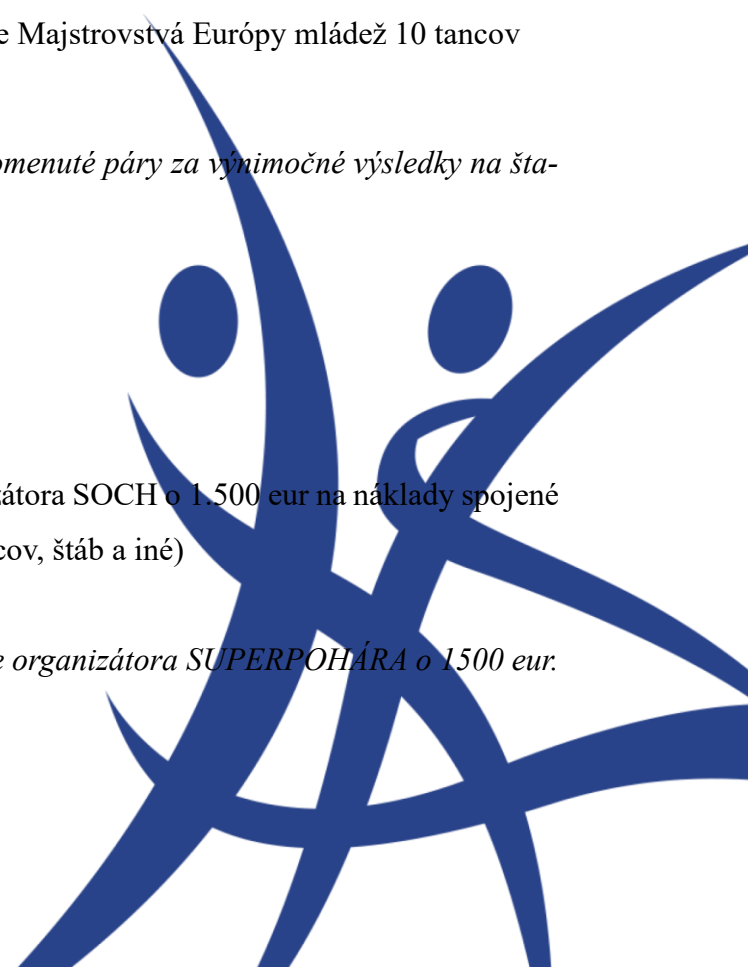 e Majstrovstvá Európy mládež 10 tancov
omenuté páry za výnimočné výsledky na šta-
zátora SOCH o 1.500 eur na náklady spojené
cov, štáb a iné)
e organizátora SUPERPOHÁRA o 1500 eur.